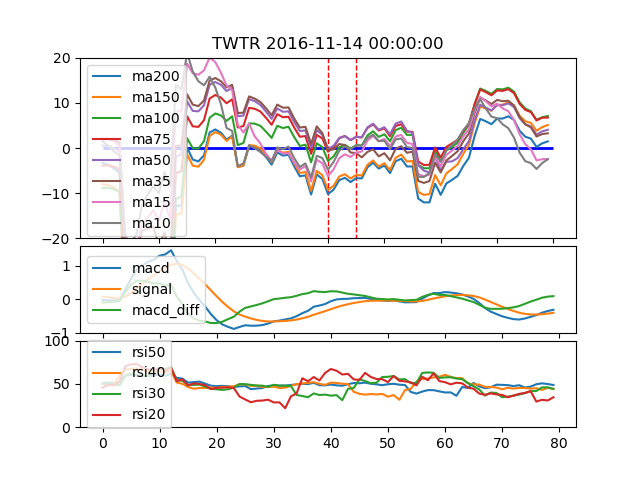 TWTR 2016-11-14 00:00:00
20
10
0
−10
−20
ma200
ma150
ma100
ma75
ma50
ma35
ma15
ma10
1
0
−1
macd
signal
macd_diff
100
50
0
rsi50
rsi40
rsi30
rsi20
0 10 20 30 40 50 60 70 80